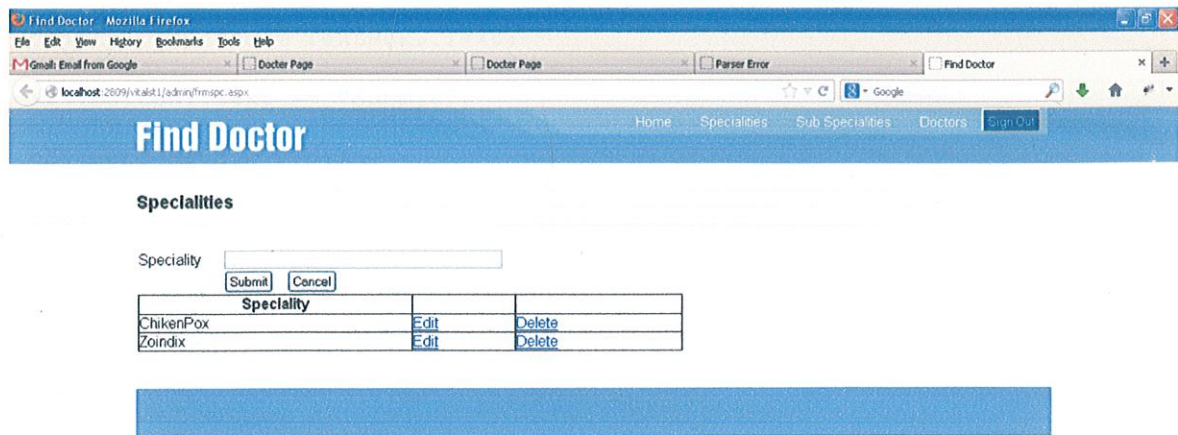 Find Doctor - Mozilla Firefox
File Edit View History Bookmarks Tools Help
Gmail: Email from Google
Docter Page
Docter Page
Parser Error
Find Doctor
localhost:2809/vitalst1/admin/frmspc.aspx
Google
Find Doctor
Home Specialities Sub Specialities Doctors Sign Out
Specialities
Speciality
Submit Cancel
Speciality
ChikenPox Edit Delete
Zoindix Edit Delete